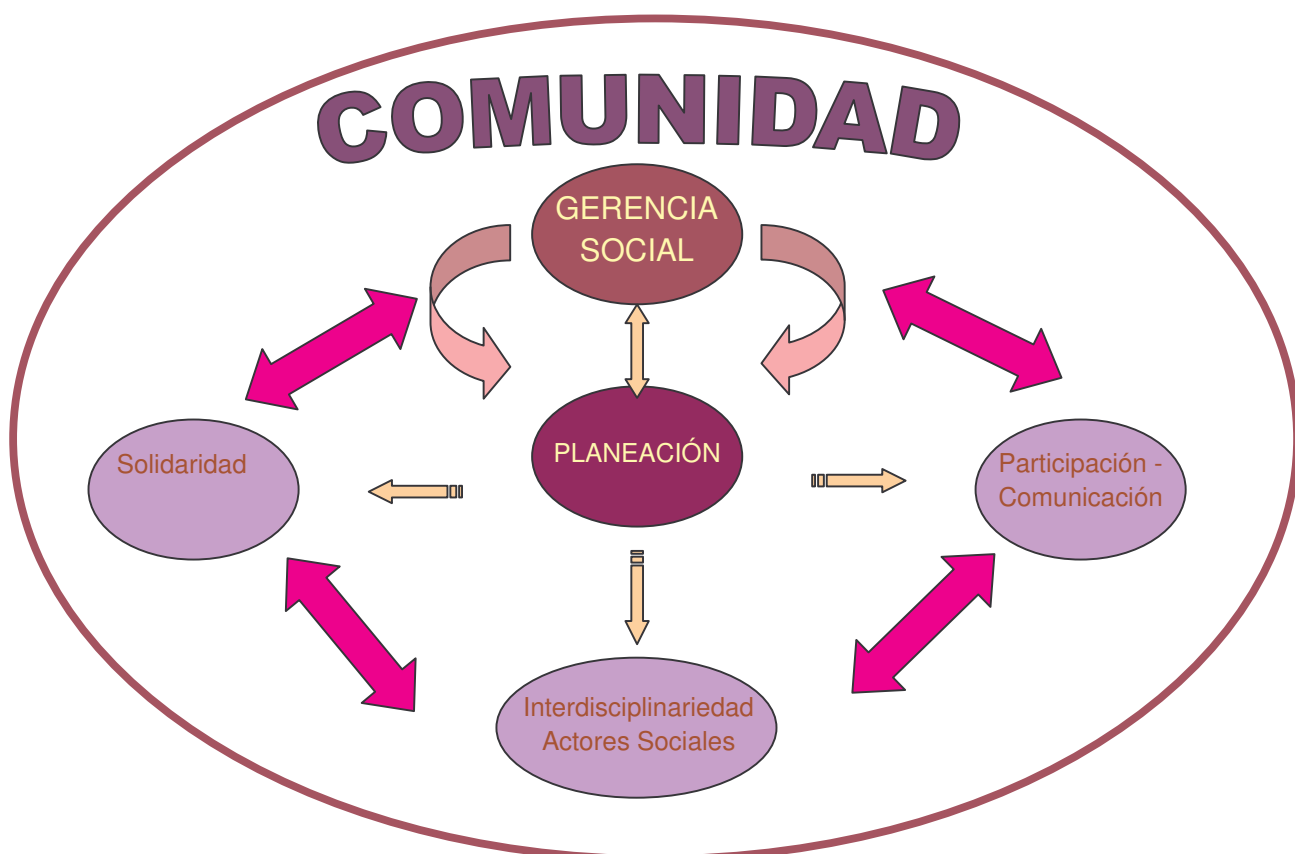 COMUNIDAD
GERENCIA
SOCIAL
PLANEACIÓN
Solidaridad
Participación -
Comunicación
Interdisciplinariedad
Actores Sociales